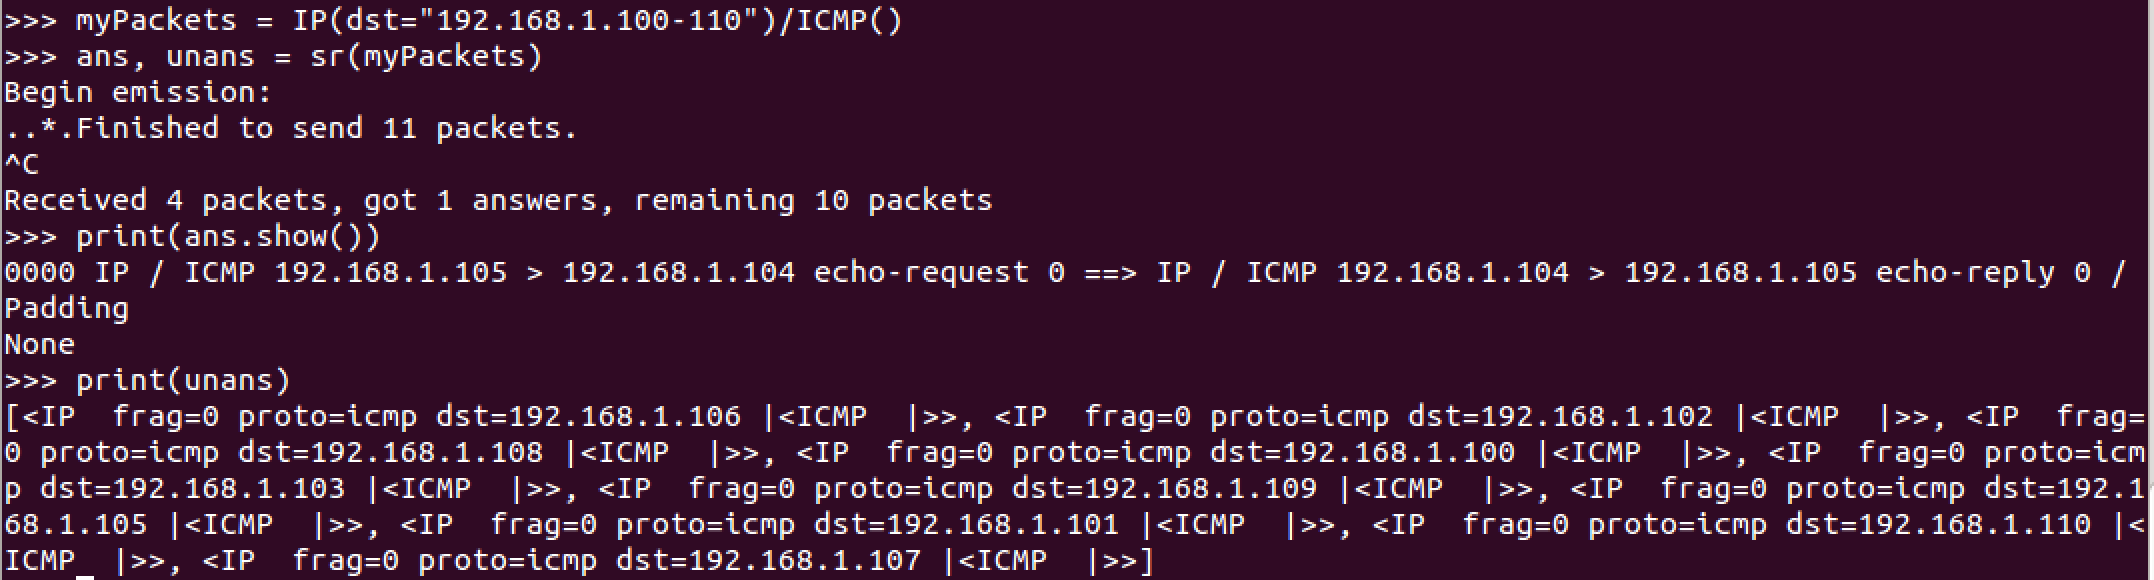 >>> myPackets = IP(dst="192.168.1.100-110")/ICMP()
>>> ans, unans = sr(myPackets)
Begin emission:
..*.Finished to send 11 packets.
^C
Received 4 packets, got 1 answers, remaining 10 packets
>>> print(ans.show())
0000 IP / ICMP 192.168.1.105 > 192.168.1.104 echo-request 0 ==> IP / ICMP 192.168.1.104 > 192.168.1.105 echo-reply 0 /
Padding
None
>>> print(unans)
[<IP  frag=0 proto=icmp dst=192.168.1.106 |<ICMP  |>>, <IP  frag=0 proto=icmp dst=192.168.1.102 |<ICMP  |>>, <IP  frag=
0 proto=icmp dst=192.168.1.108 |<ICMP  |>>, <IP  frag=0 proto=icmp dst=192.168.1.100 |<ICMP  |>>, <IP  frag=0 proto=icm
p dst=192.168.1.103 |<ICMP  |>>, <IP  frag=0 proto=icmp dst=192.168.1.109 |<ICMP  |>>, <IP  frag=0 proto=icmp dst=192.1
68.1.105 |<ICMP  |>>, <IP  frag=0 proto=icmp dst=192.168.1.101 |<ICMP  |>>, <IP  frag=0 proto=icmp dst=192.168.1.110 |<
ICMP  |>>, <IP  frag=0 proto=icmp dst=192.168.1.107 |<ICMP  |>>]